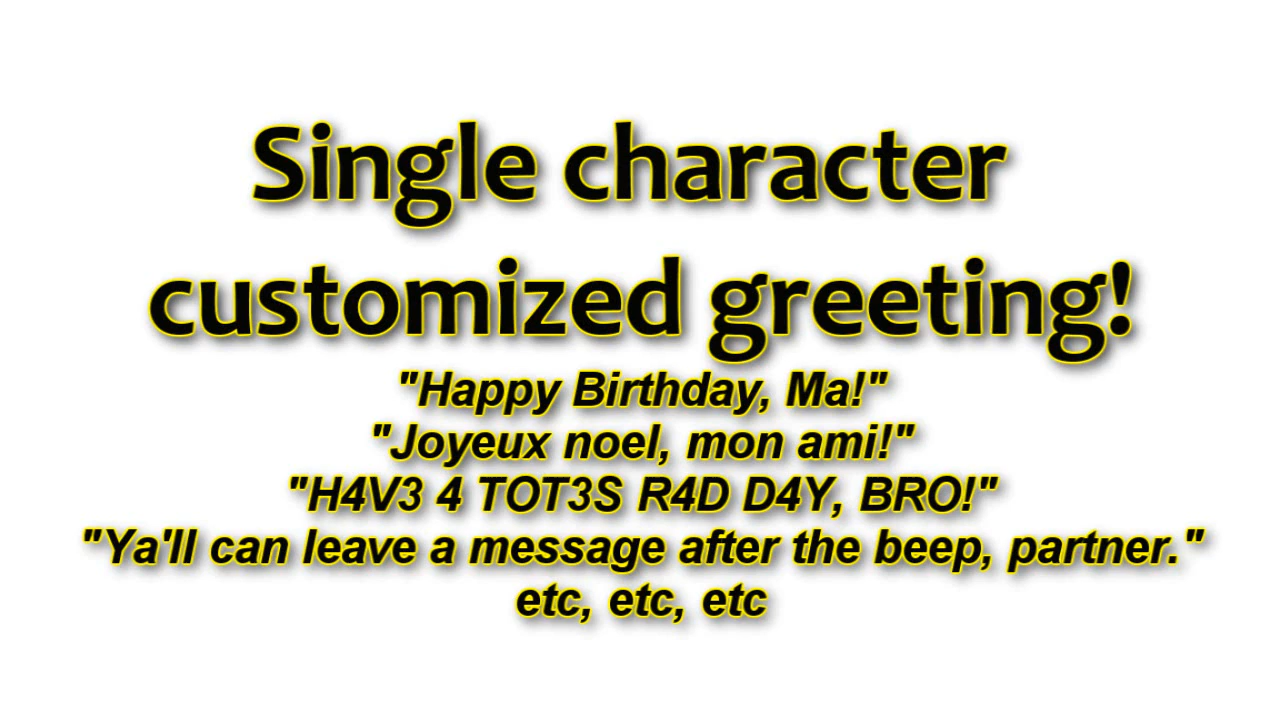 Single character
customized greeting!
"Happy Birthday, Ma!"
"Joyeux noel, mon ami!"
"H4V3 4 TOT3S R4D D4Y, BRO!"
"Ya'll can leave a message after the beep, partner."
etc, etc, etc